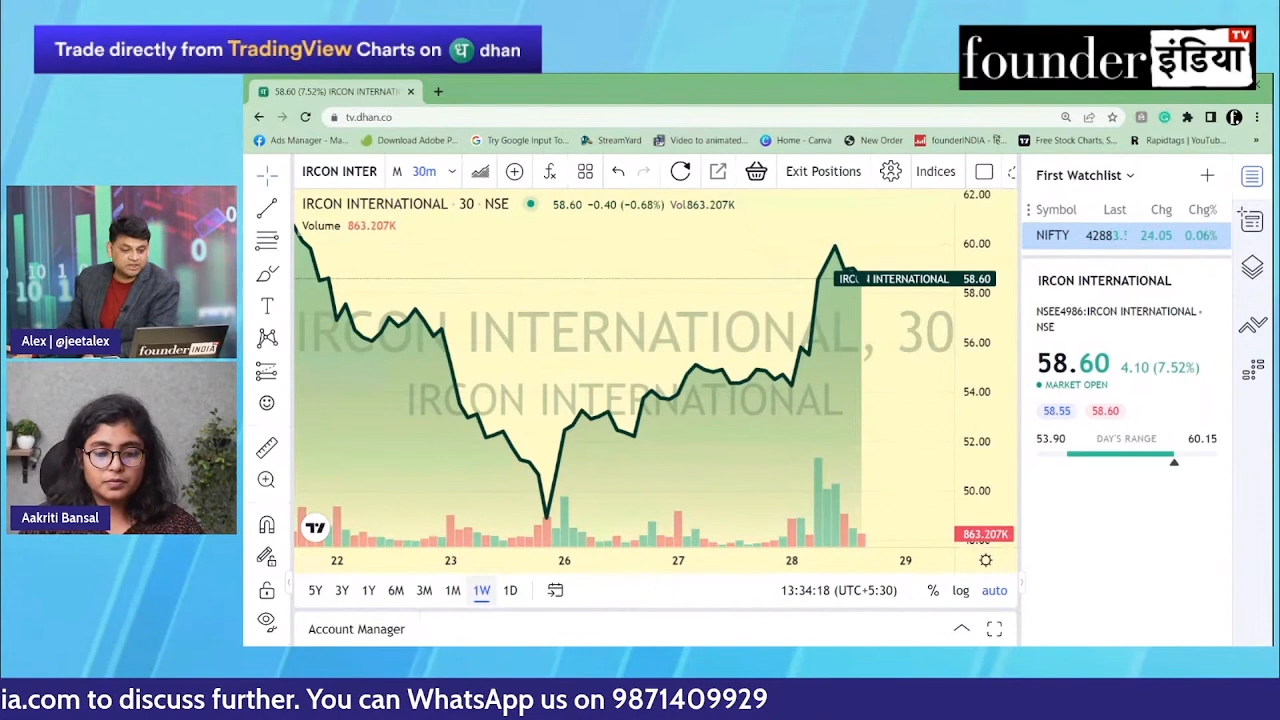 Trade directly from TradingView Charts on ध dhan
founder इंडिया TV
58.60 (7.52%) IRCON INTERNATI
tv.dhan.co
Ads Manager - Ma...
Download Adobe P...
Try Google Input To...
StreamYard
Video to animated...
Home - Canva
New Order
founderINDIA - हि...
Free Stock Charts, S...
Rapidtags | YouTub...
IRCON INTER M 30m Exit Positions Indices
IRCON INTERNATIONAL · 30 · NSE 58.60 −0.40 (−0.68%) Vol863.207K
Volume 863.207K
IRCON INTERNATIONAL, 30
IRCON INTERNATIONAL
62.00
60.00
INTERNATIONAL 58.60
58.00
56.00
54.00
52.00
50.00
863.207K
22 23 26 27 28 29
5Y 3Y 1Y 6M 3M 1M 1W 1D 13:34:18 (UTC+5:30) % log auto
Account Manager
First Watchlist
Symbol Last Chg Chg%
NIFTY 24.05 0.06%
IRCON INTERNATIONAL
NSEE4986:IRCON INTERNATIONAL •
NSE
58.60 4.10 (7.52%)
MARKET OPEN
58.55 58.60
53.90 DAY'S RANGE 60.15
founder INDIA
Alex | @jeetalex
Aakriti Bansal
ia.com to discuss further. You can WhatsApp us on 9871409929